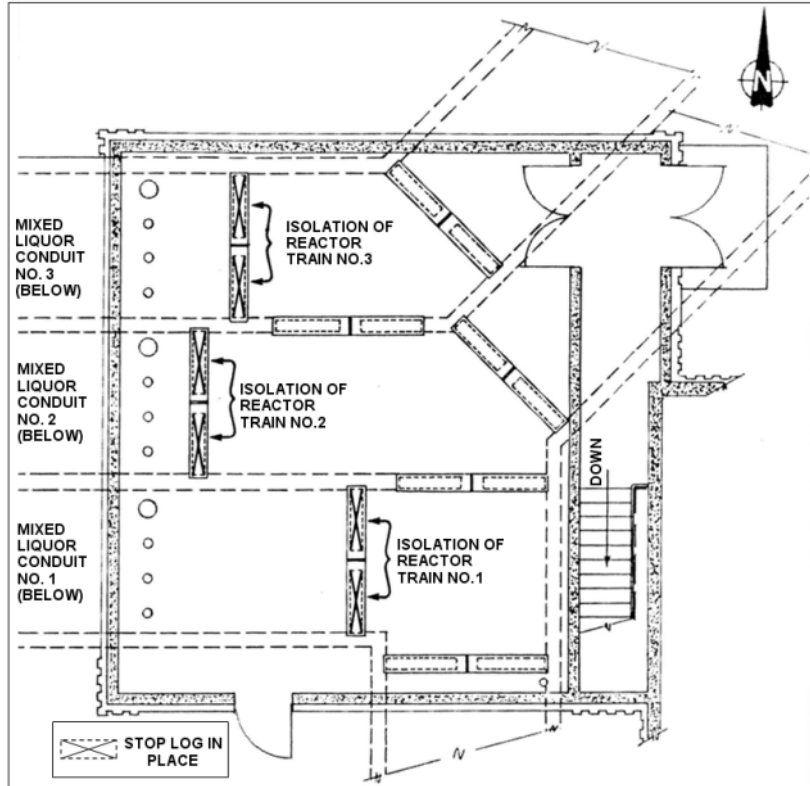 N
MIXED
LIQUOR
CONDUIT
NO. 3
(BELOW)
ISOLATION OF
REACTOR
TRAIN NO.3
MIXED
LIQUOR
CONDUIT
NO. 2
(BELOW)
ISOLATION OF
REACTOR
TRAIN NO.2
DOWN
MIXED
LIQUOR
CONDUIT
NO. 1
(BELOW)
ISOLATION OF
REACTOR
TRAIN NO.1
STOP LOG IN
PLACE